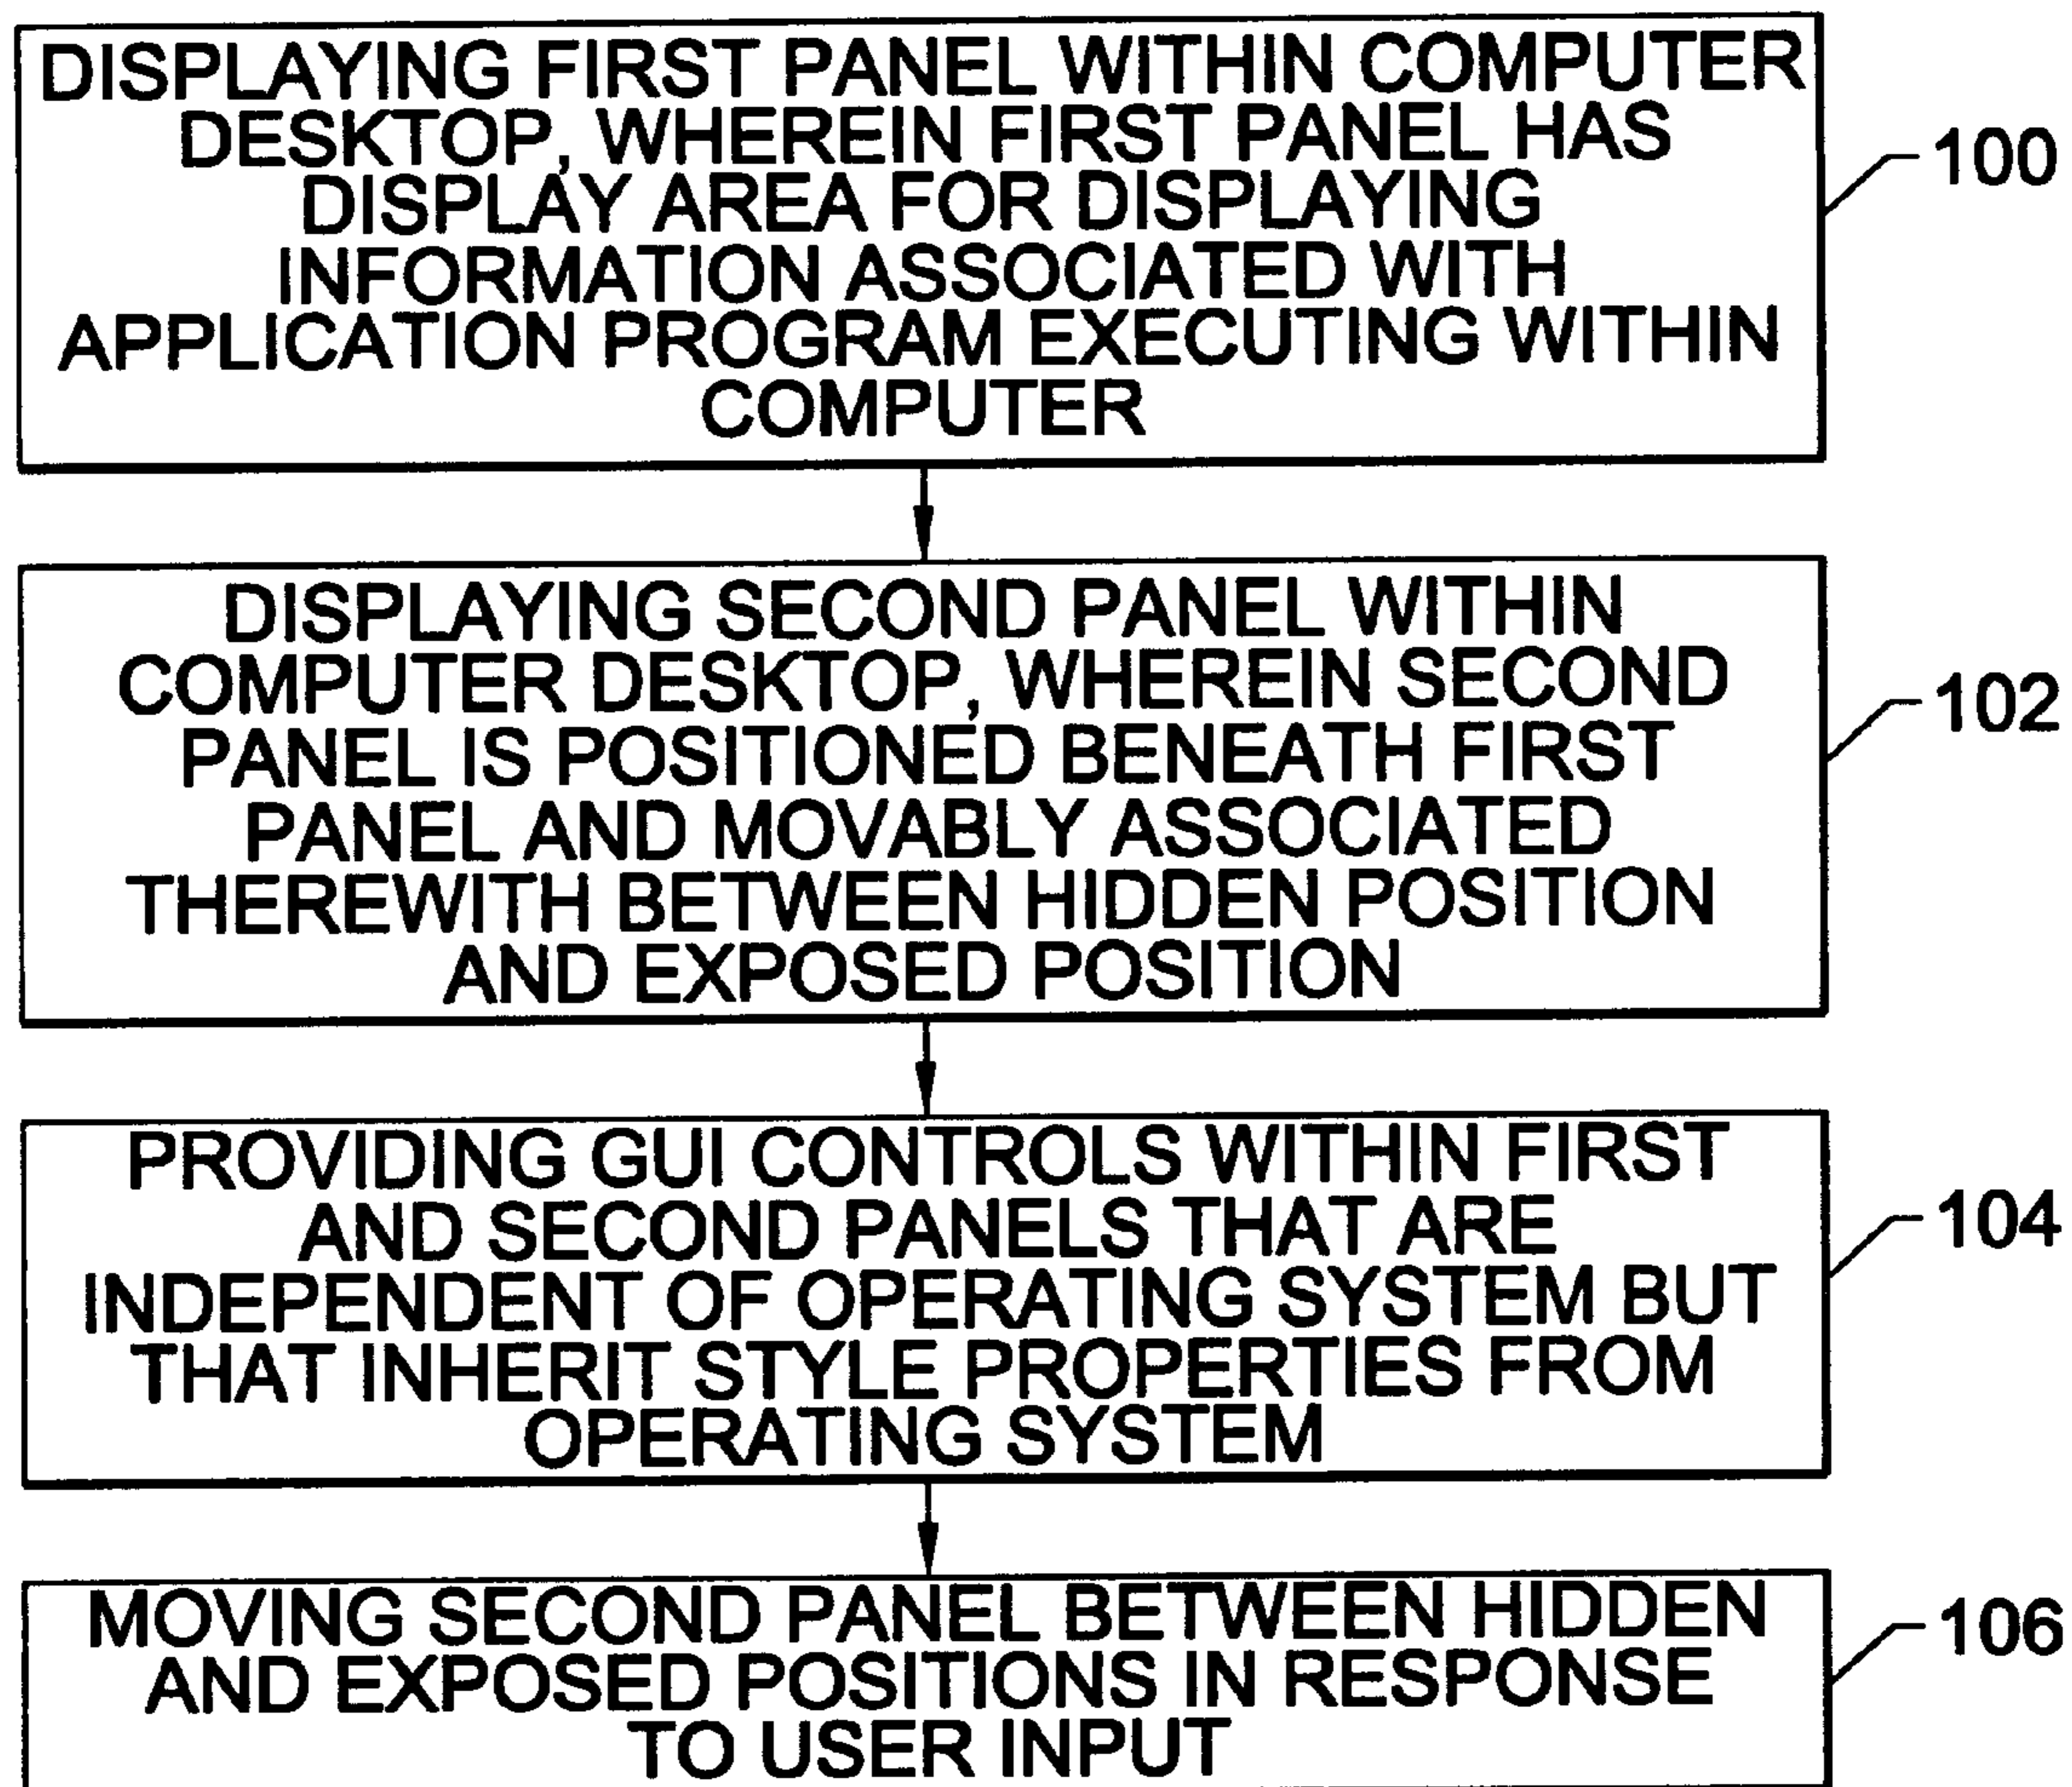 DISPLAYING FIRST PANEL WITHIN COMPUTER
DESKTOP, WHEREIN FIRST PANEL HAS
DISPLAY AREA FOR DISPLAYING
INFORMATION ASSOCIATED WITH
APPLICATION PROGRAM EXECUTING WITHIN
COMPUTER
100
DISPLAYING SECOND PANEL WITHIN
COMPUTER DESKTOP, WHEREIN SECOND
PANEL IS POSITIONED BENEATH FIRST
PANEL AND MOVABLY ASSOCIATED
THEREWITH BETWEEN HIDDEN POSITION
AND EXPOSED POSITION
102
PROVIDING GUI CONTROLS WITHIN FIRST
AND SECOND PANELS THAT ARE
INDEPENDENT OF OPERATING SYSTEM BUT
THAT INHERIT STYLE PROPERTIES FROM
OPERATING SYSTEM
104
MOVING SECOND PANEL BETWEEN HIDDEN
AND EXPOSED POSITIONS IN RESPONSE
TO USER INPUT
106